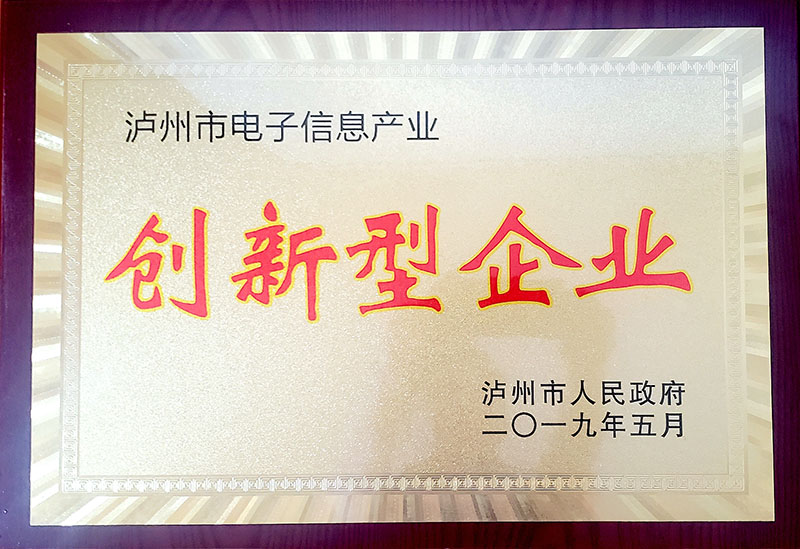 泸州市电子信息产业
创新型企业
泸州市人民政府
二〇一九年五月